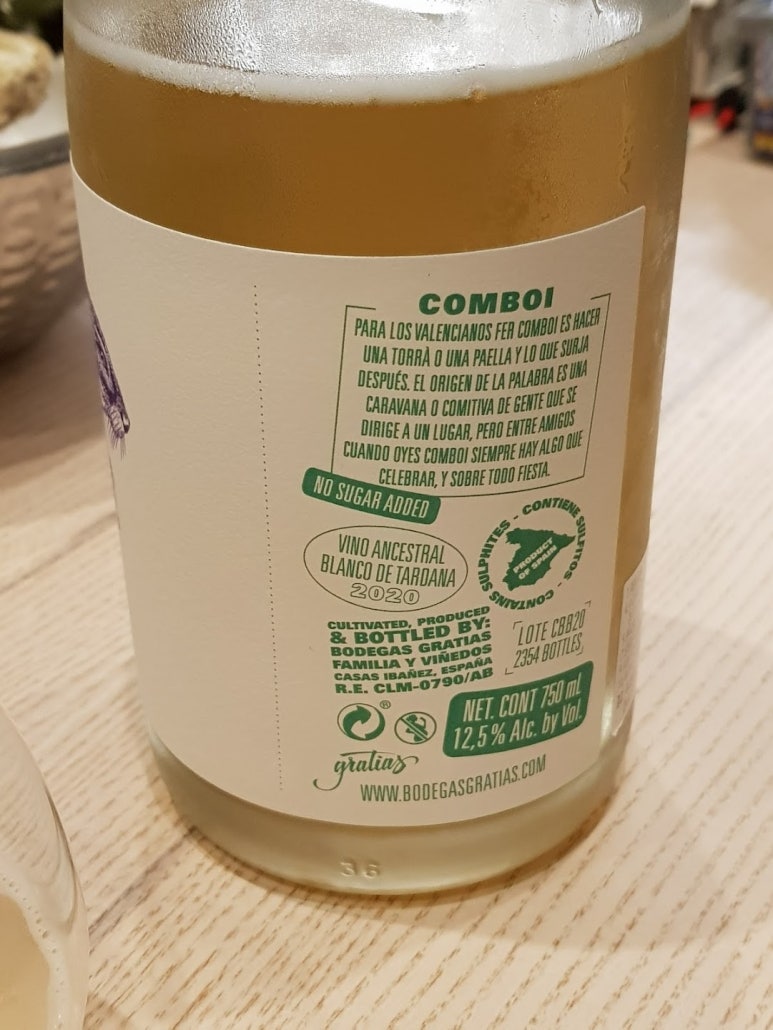 COMBOI
PARA LOS VALENCIANOS FER COMBOI ES HACER
UNA TORRÀ O UNA PAELLA Y LO QUE SURJA
DESPUÉS. EL ORIGEN DE LA PALABRA ES UNA
CARAVANA O COMITIVA DE GENTE QUE SE
DIRIGE A UN LUGAR, PERO ENTRE AMIGOS
CUANDO OYES COMBOI SIEMPRE HAY ALGO QUE
CELEBRAR, Y SOBRE TODO FIESTA.
NO SUGAR ADDED
VINO ANCESTRAL
BLANCO DE TARDANA
2020
CONTIENE SULFITOS - CONTAINS SULPHITES -
PRODUCT
OF SPAIN
CULTIVATED, PRODUCED
& BOTTLED BY:
BODEGAS GRATIAS
FAMILIA Y VIÑEDOS
CASAS IBAÑEZ, ESPAÑA
R.E. CLM-0790/AB
LOTE CBB20
2354 BOTTLES
NET. CONT 750 mL
12,5% Alc. by Vol.
®
gratias
WWW.BODEGASGRATIAS.COM
36